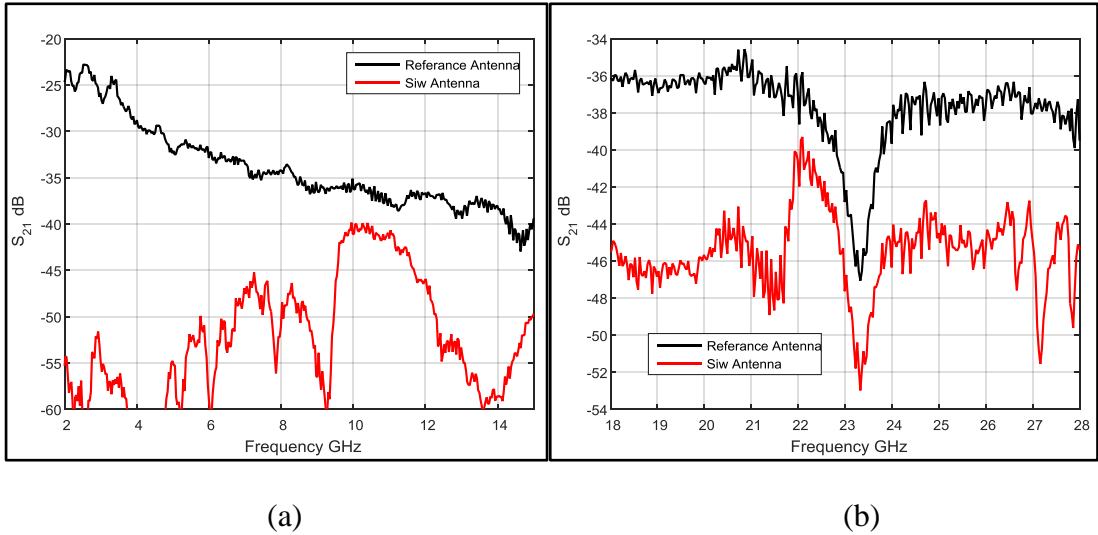 -20
-25
-30
-35
-40
-45
-50
-55
-60
S21 dB
2 4 6 8 10 12 14
Frequency GHz
Referance Antenna
Siw Antenna
-34
-36
-38
-40
-42
-44
-46
-48
-50
-52
-54
S21 dB
18 19 20 21 22 23 24 25 26 27 28
Frequency GHz
Referance Antenna
Siw Antenna
(a) (b)